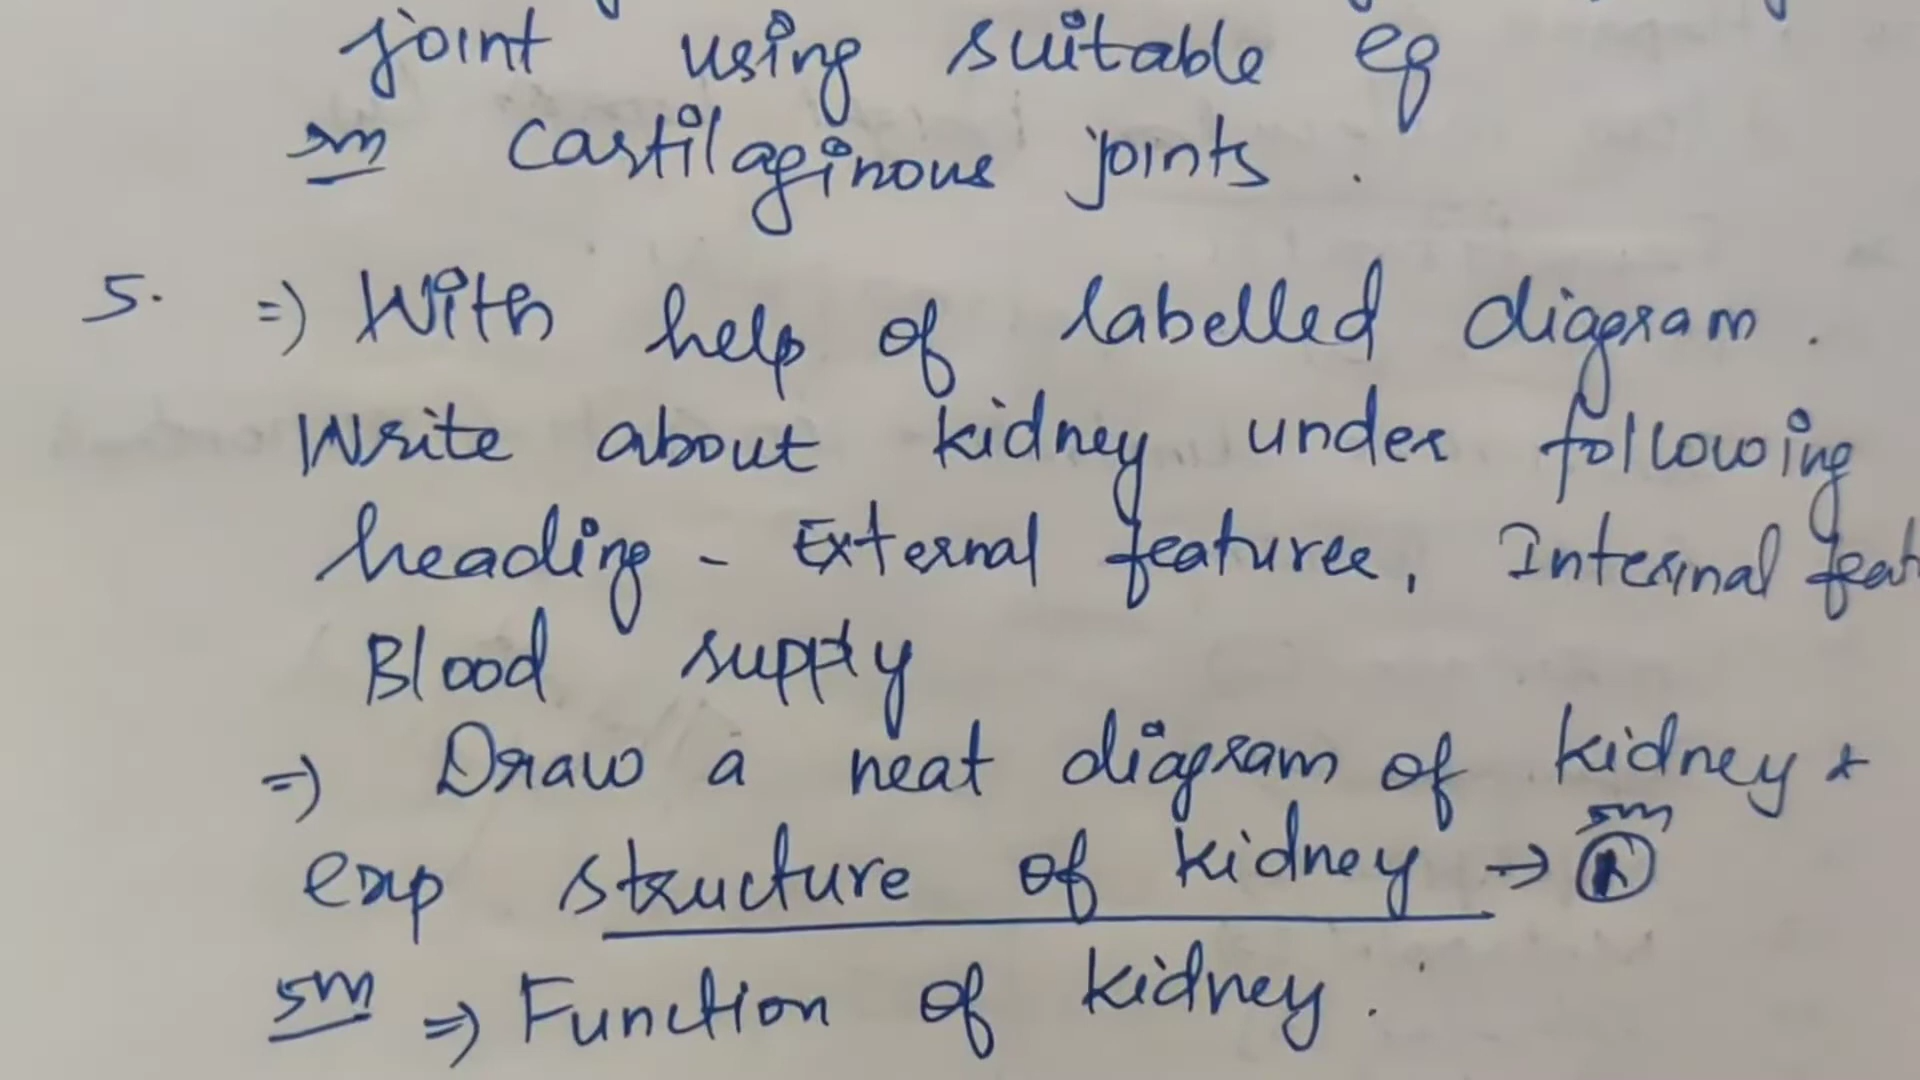 joint using suitable eg
5m cartilaginous joints.
5. => With help of labelled diagram.
Write about kidney under following
heading - External features, Internal feat
Blood supply
=> Draw a neat diagram of kidney +
exp structure of kidney →
5m
5m => Function of kidney.